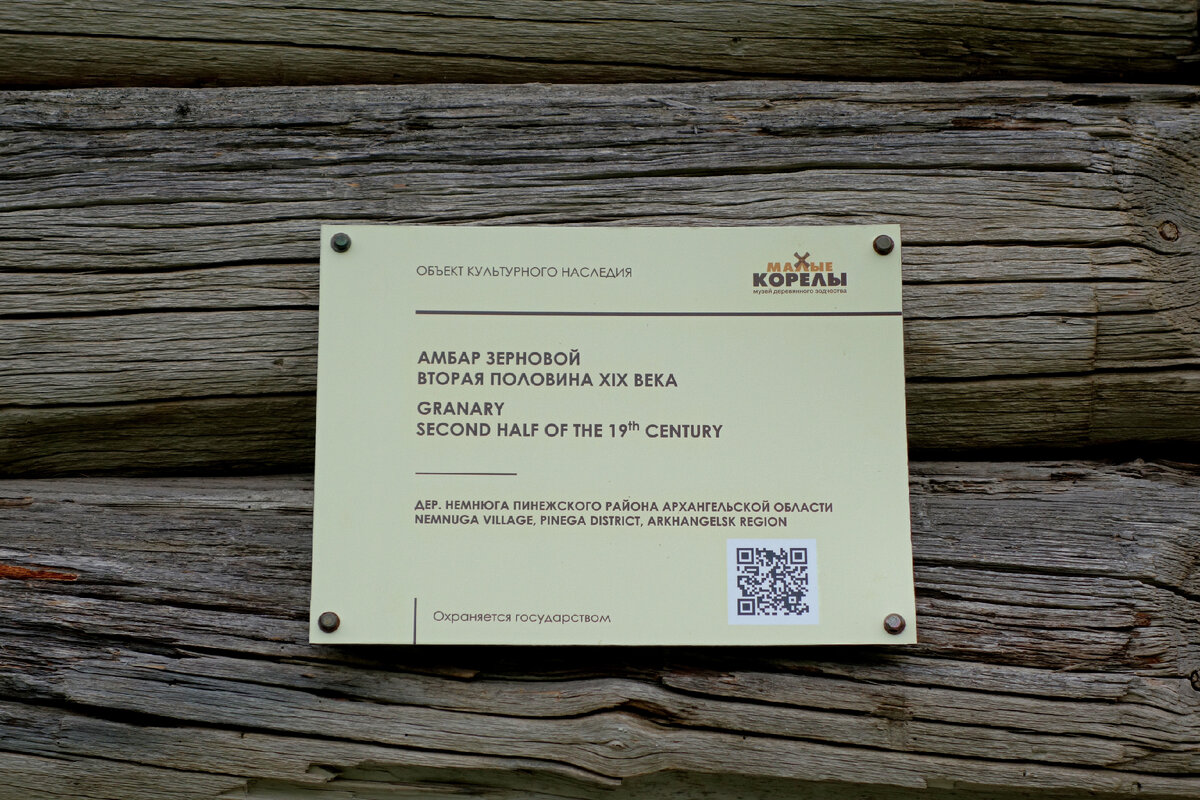 ОБЪЕКТ КУЛЬТУРНОГО НАСЛЕДИЯ
МАЛЫЕ
КОРЕЛЫ
музей деревянного зодчества
АМБАР ЗЕРНОВОЙ
ВТОРАЯ ПОЛОВИНА XIX ВЕКА
GRANARY
SECOND HALF OF THE 19th CENTURY
ДЕР. НЕМНЮГА ПИНЕЖСКОГО РАЙОНА АРХАНГЕЛЬСКОЙ ОБЛАСТИ
NEMNUGA VILLAGE, PINEGA DISTRICT, ARKHANGELSK REGION
Охраняется государством